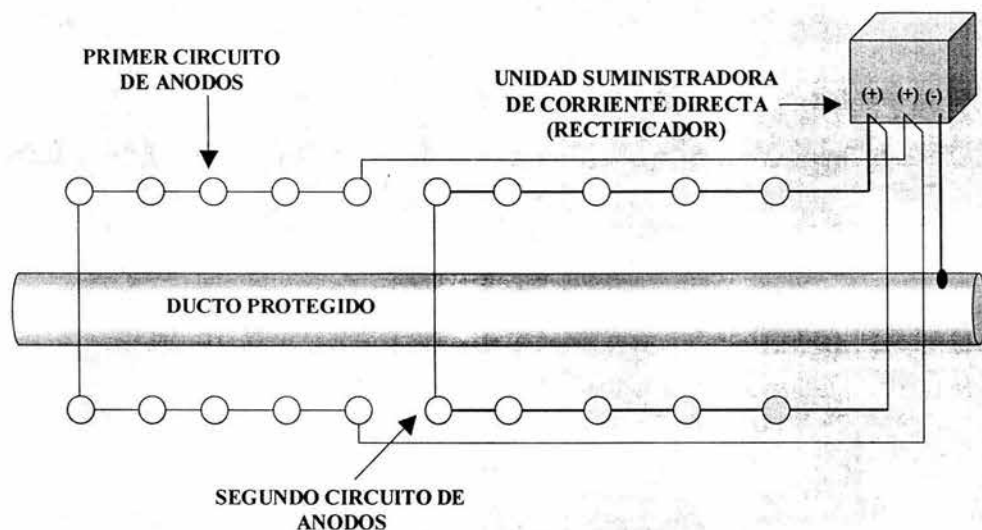 PRIMER CIRCUITO
DE ANODOS
UNIDAD SUMINISTRADORA
DE CORRIENTE DIRECTA
(RECTIFICADOR)
(+) (+) (-)
DUCTO PROTEGIDO
SEGUNDO CIRCUITO DE
ANODOS